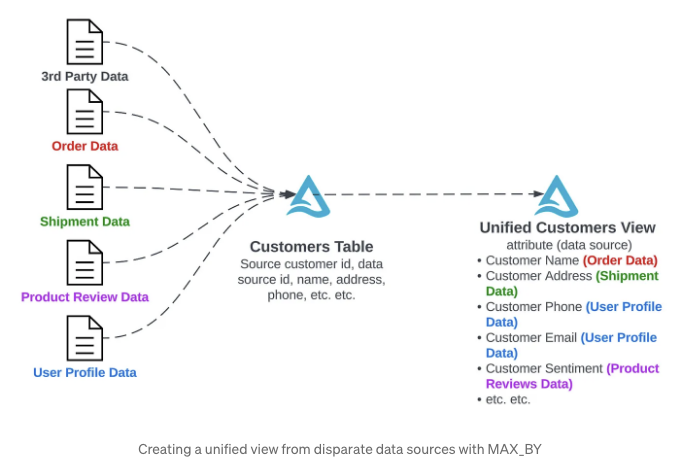 3rd Party Data
Order Data
Shipment Data
Product Review Data
User Profile Data
Customers Table
Source customer id, data
source id, name, address,
phone, etc. etc.
Unified Customers View
attribute (data source)
• Customer Name (Order Data)
• Customer Address (Shipment
Data)
• Customer Phone (User Profile
Data)
• Customer Email (User Profile
Data)
• Customer Sentiment (Product
Reviews Data)
• etc. etc.
Creating a unified view from disparate data sources with MAX_BY